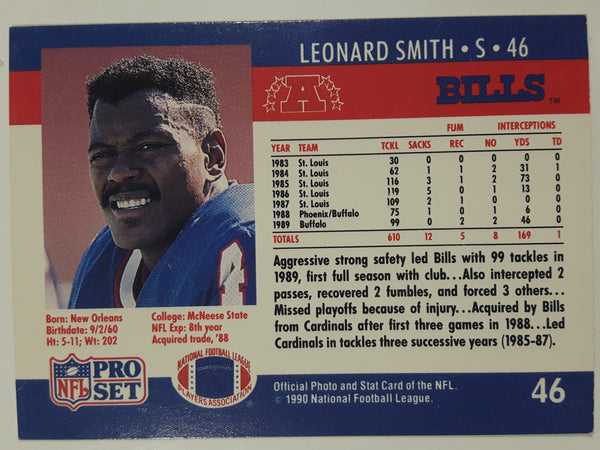 LEONARD SMITH • S • 46
A
BILLS™
FUM INTERCEPTIONS
YEAR TEAM TCKL SACKS REC NO YDS TD
1983 St. Louis 30 0 0 0 0 0
1984 St. Louis 62 1 1 2 31 1
1985 St. Louis 116 3 1 2 73 0
1986 St. Louis 119 5 0 1 13 0
1987 St. Louis 109 2 1 0 0 0
1988 Phoenix/Buffalo 75 1 0 1 6 0
1989 Buffalo 99 0 2 2 46 0
TOTALS 610 12 5 8 169 1
Aggressive strong safety led Bills with 99 tackles in
1989, first full season with club...Also intercepted 2
passes, recovered 2 fumbles, and forced 3 others...
Missed playoffs because of injury...Acquired by Bills
from Cardinals after first three games in 1988...Led
Cardinals in tackles three successive years (1985-87).
4
Born: New Orleans
Birthdate: 9/2/60
Ht: 5-11; Wt: 202
College: McNeese State
NFL Exp: 8th year
Acquired trade, '88
NFL
PRO
SET
NATIONAL FOOTBALL LEAGUE
PLAYERS ASSOCIATION
Official Photo and Stat Card of the NFL.
© 1990 National Football League.
46